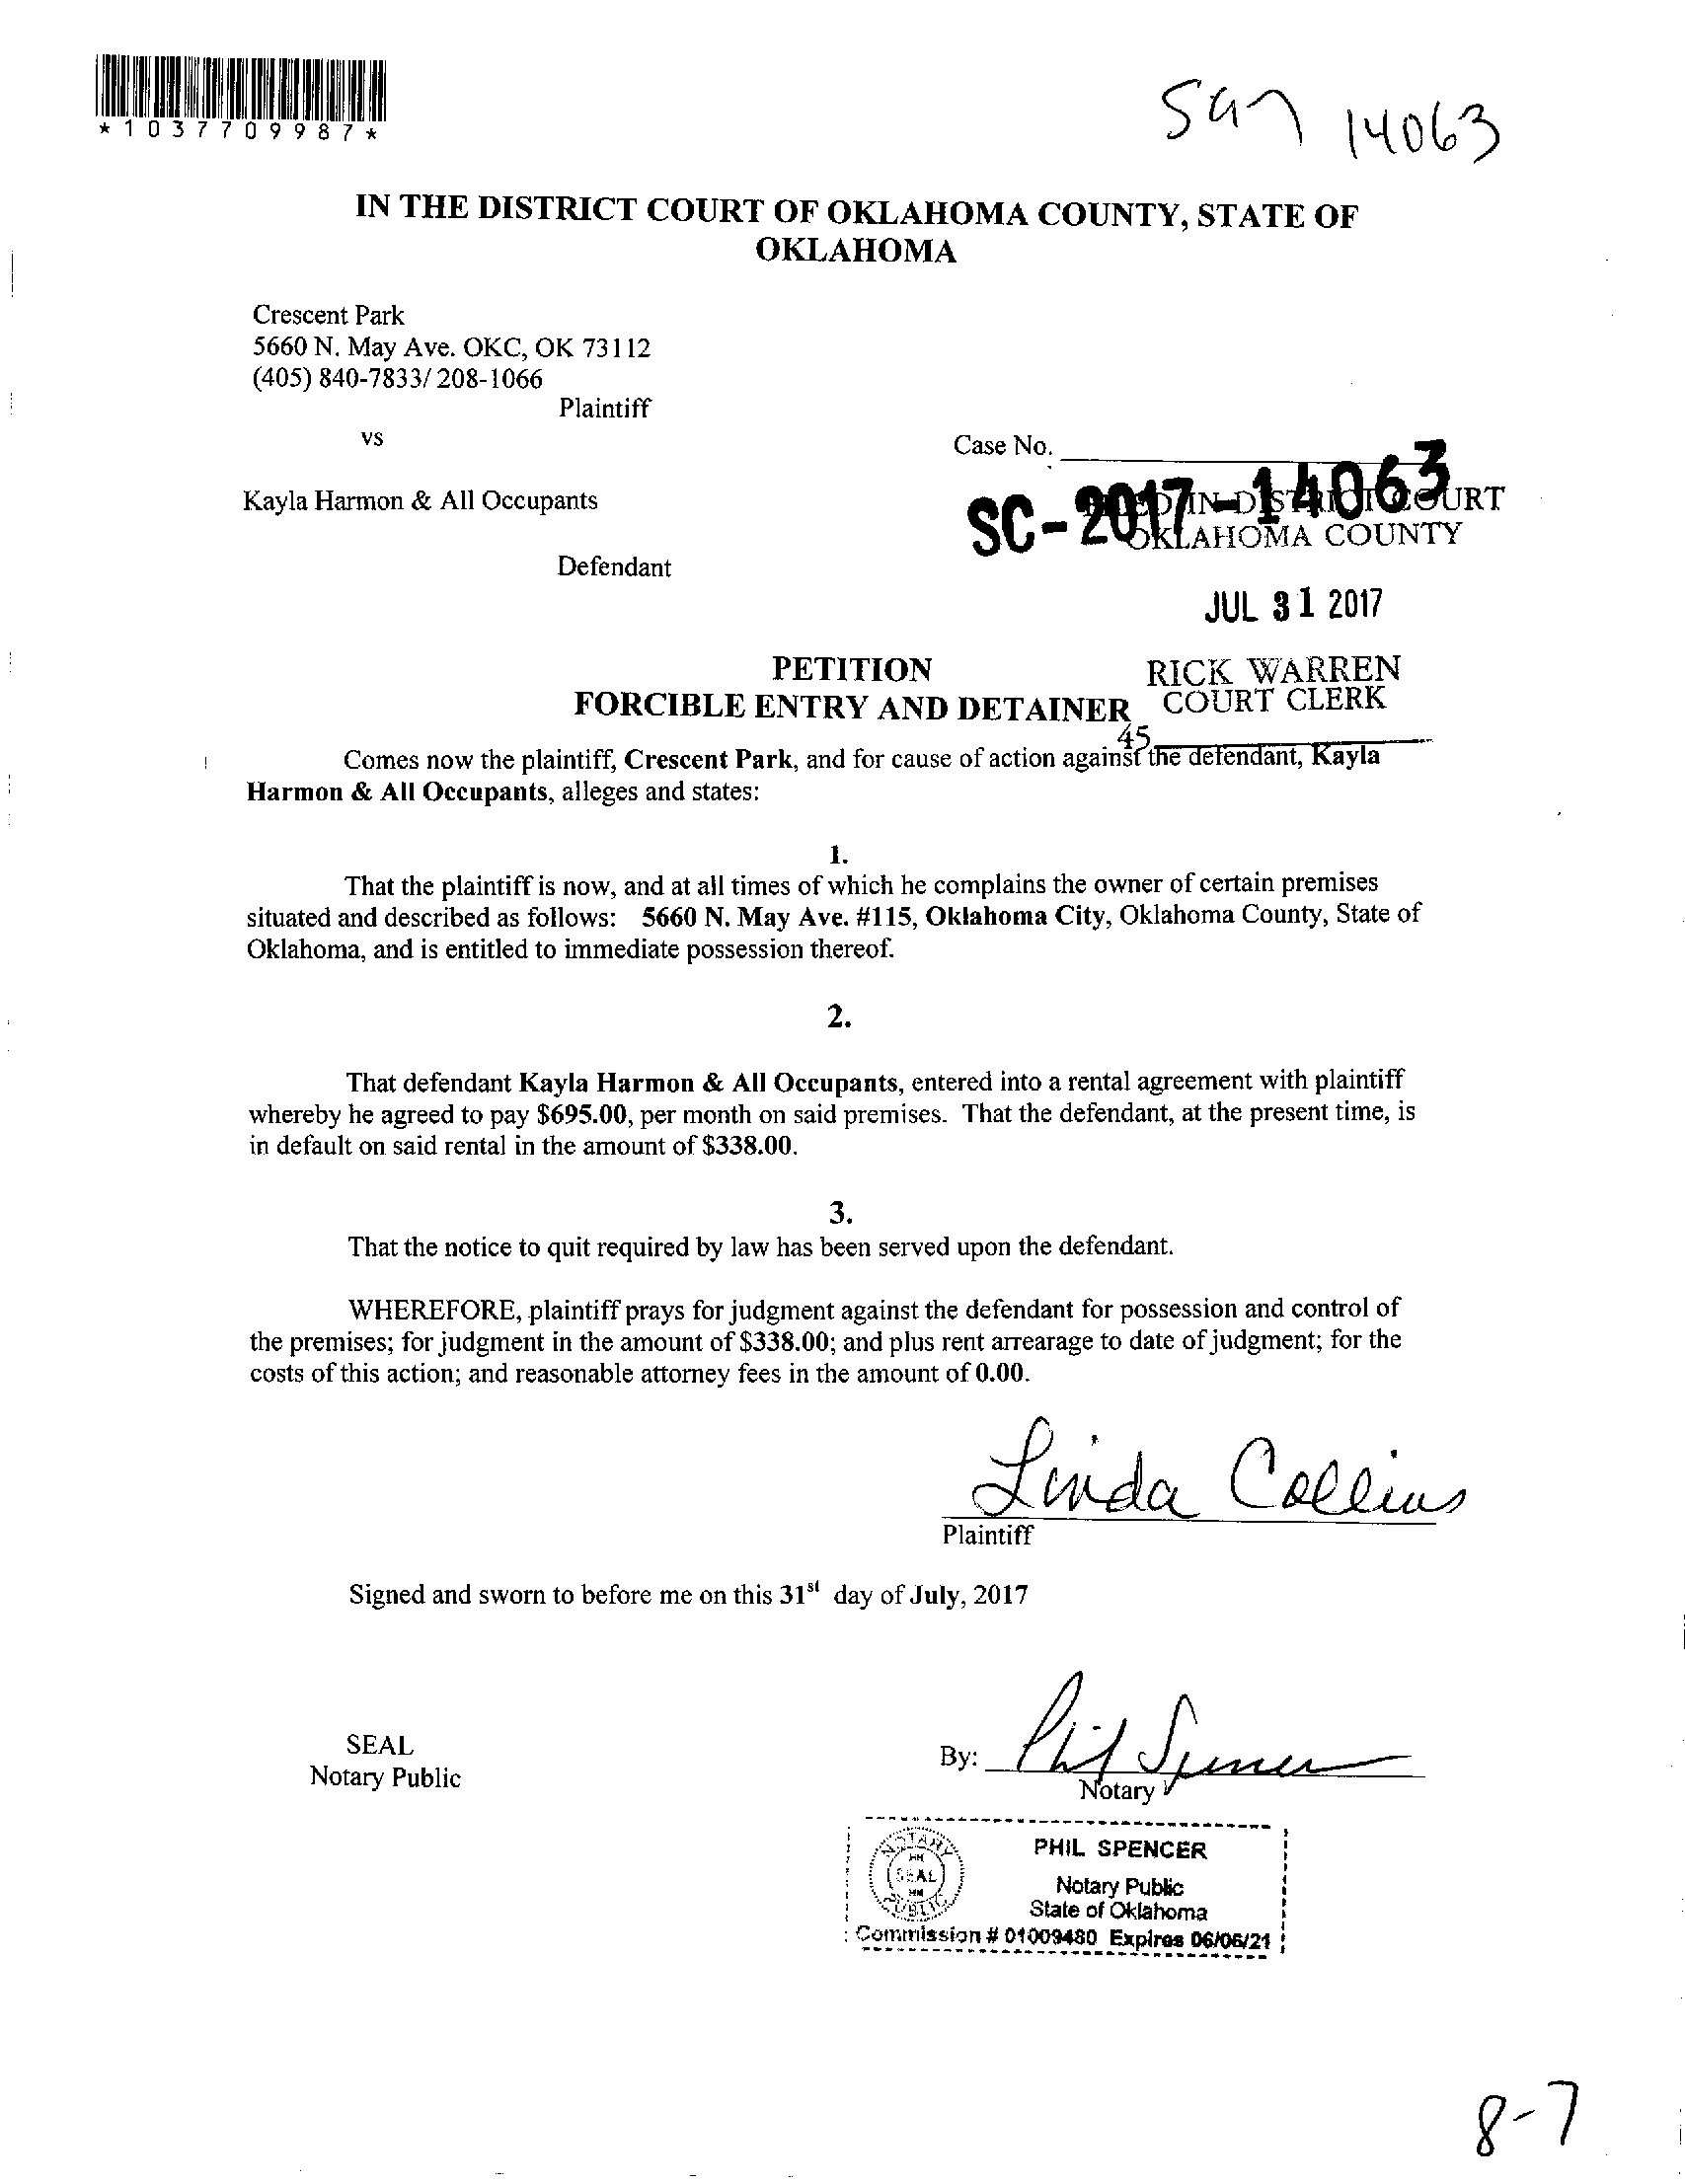 *1037709987*
14063
IN THE DISTRICT COURT OF OKLAHOMA COUNTY, STATE OF
OKLAHOMA
Crescent Park
5660 N. May Ave. OKC, OK 73112
(405) 840-7833/ 208-1066
Plaintiff
vs
Case No.
SC-2017-14063
Kayla Harmon & All Occupants
IN DISTRICT COURT
OKLAHOMA COUNTY
Defendant
JUL 31 2017
PETITION
RICK WARREN
FORCIBLE ENTRY AND DETAINER
COURT CLERK
45
Comes now the plaintiff, Crescent Park, and for cause of action against the defendant, Kayla
Harmon & All Occupants, alleges and states:
1.
That the plaintiff is now, and at all times of which he complains the owner of certain premises
situated and described as follows: 5660 N. May Ave. #115, Oklahoma City, Oklahoma County, State of
Oklahoma, and is entitled to immediate possession thereof.
2.
That defendant Kayla Harmon & All Occupants, entered into a rental agreement with plaintiff
whereby he agreed to pay $695.00, per month on said premises. That the defendant, at the present time, is
in default on said rental in the amount of $338.00.
3.
That the notice to quit required by law has been served upon the defendant.
WHEREFORE, plaintiff prays for judgment against the defendant for possession and control of
the premises; for judgment in the amount of $338.00; and plus rent arrearage to date of judgment; for the
costs of this action; and reasonable attorney fees in the amount of 0.00.
Linda Collins
Plaintiff
Signed and sworn to before me on this 31st day of July, 2017
SEAL
Notary Public
By: Phil Spencer
Notary
NOTARY
SEAL
PUBLIC
PHIL SPENCER
Notary Public
State of Oklahoma
Commission # 01009480 Expires 06/06/21
8-7